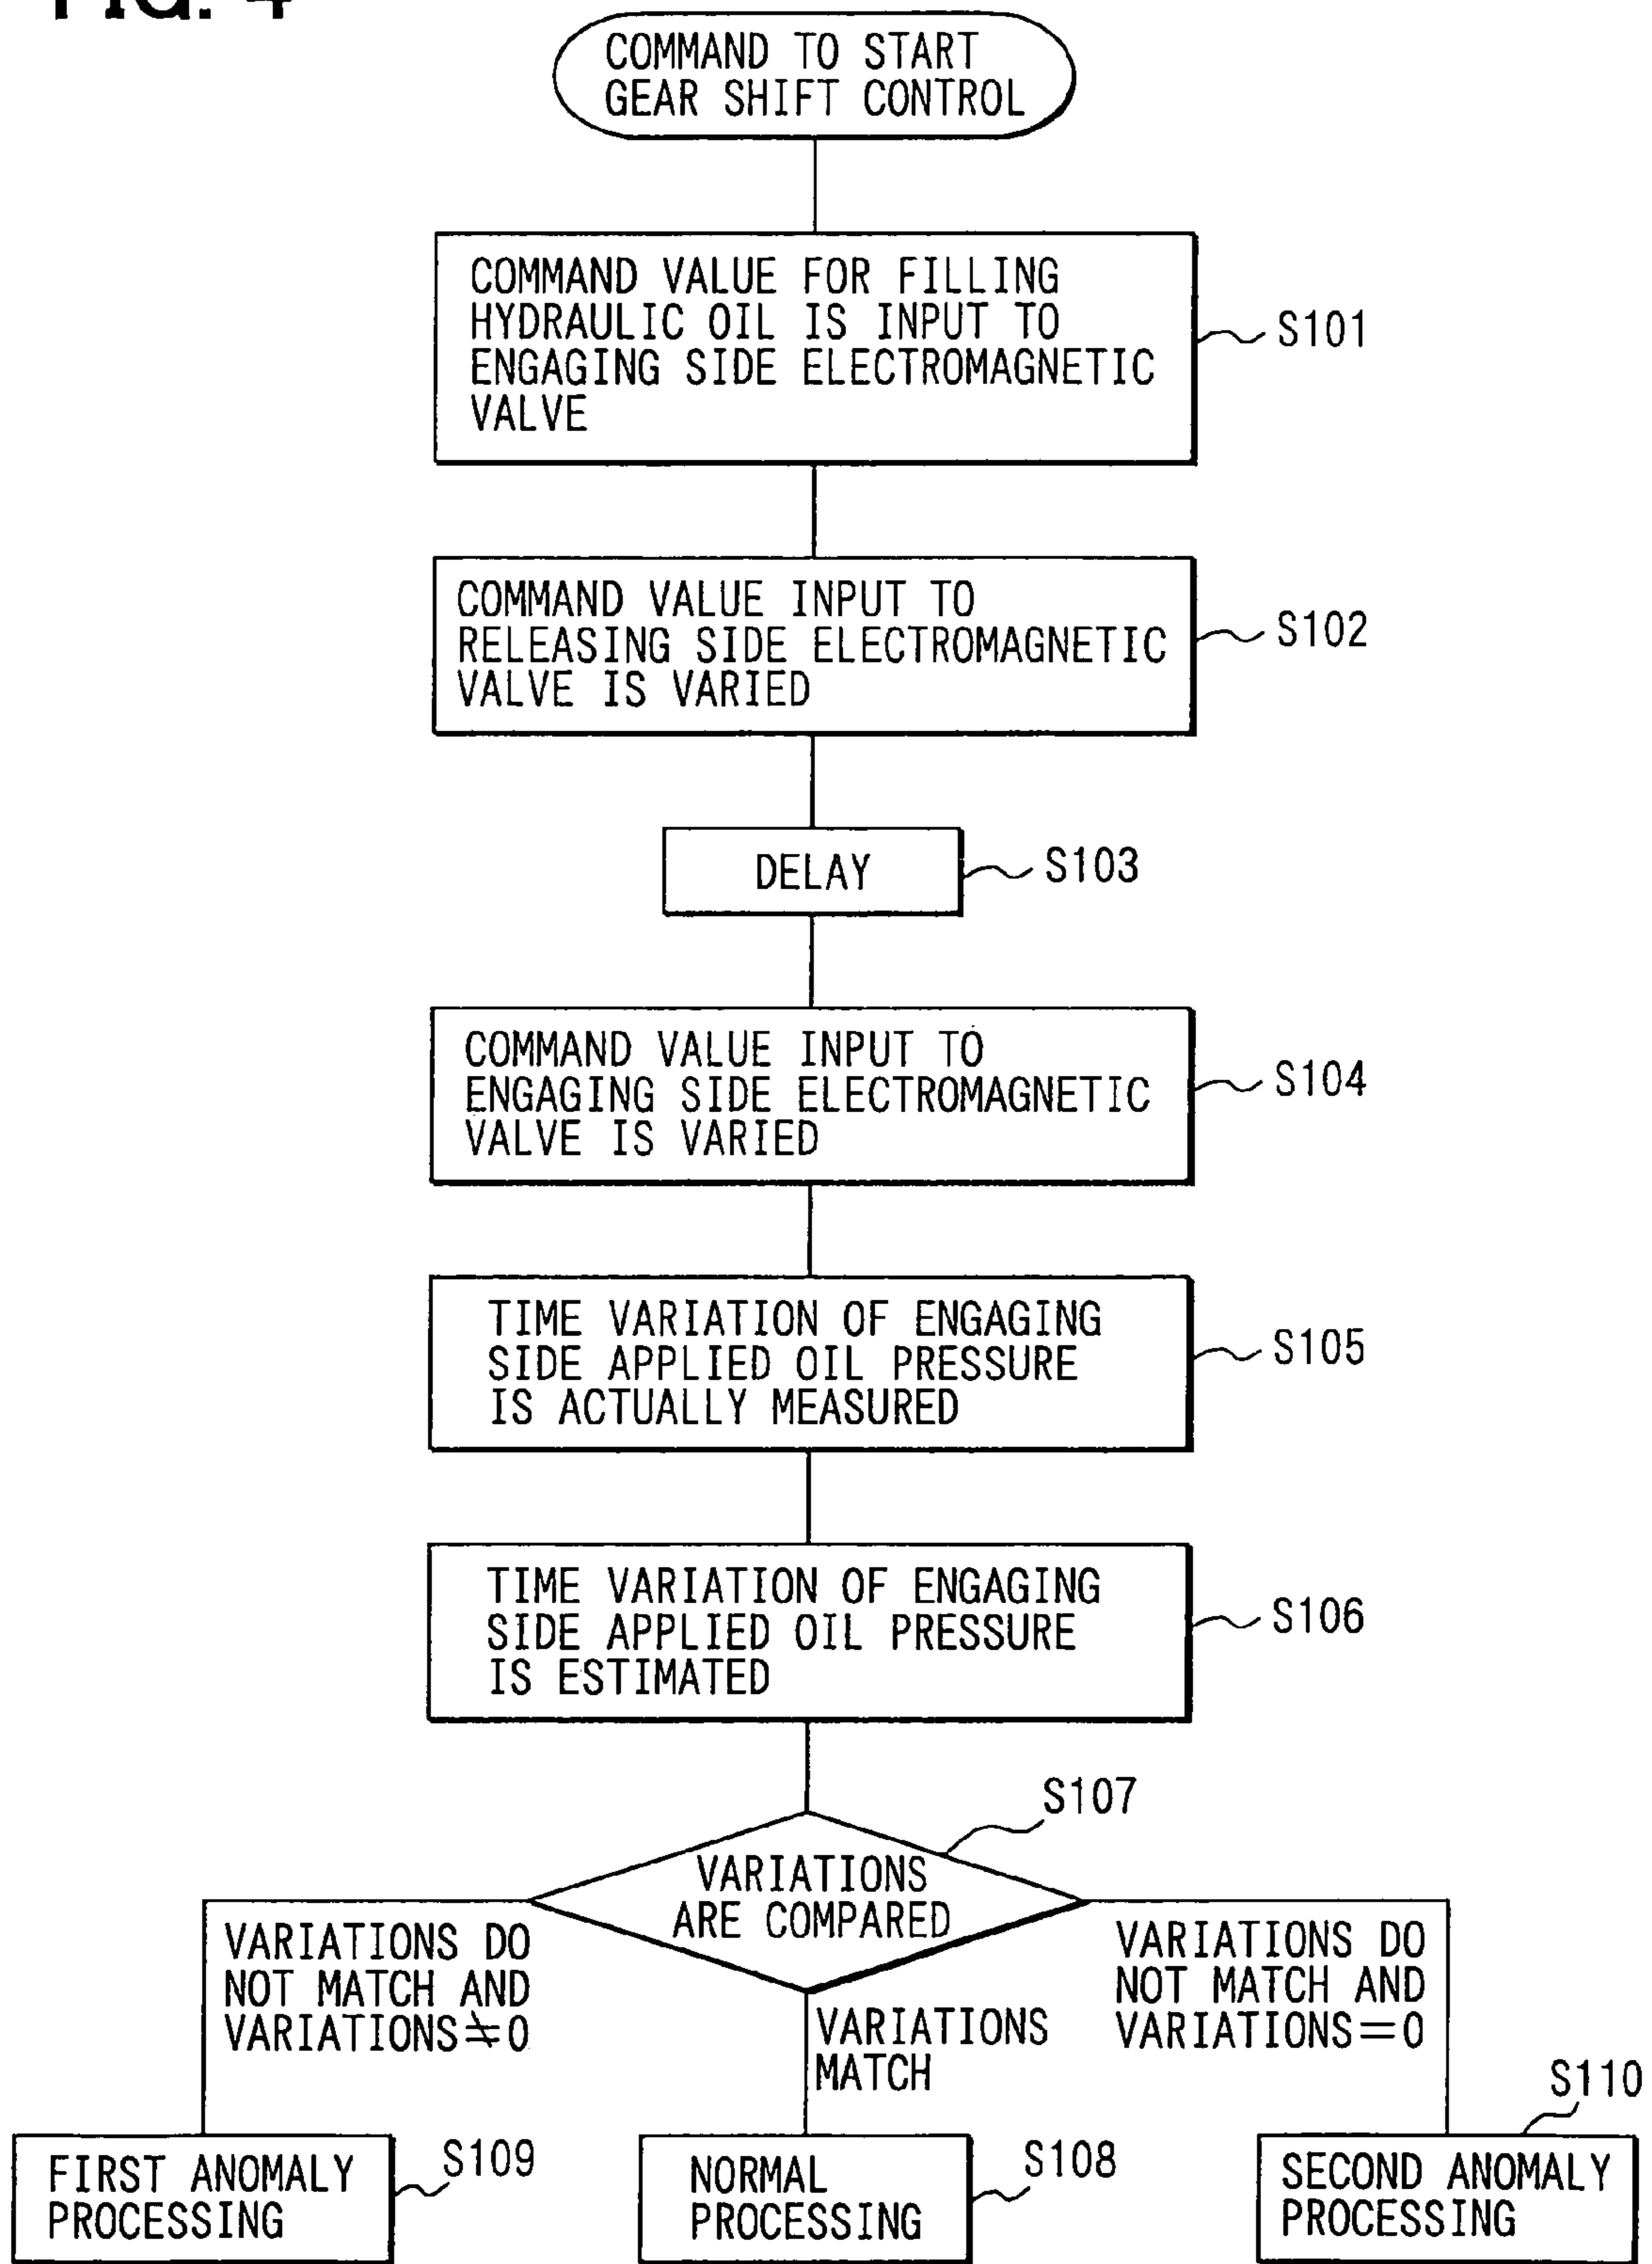 FIG. 4
COMMAND TO START
GEAR SHIFT CONTROL
COMMAND VALUE FOR FILLING
HYDRAULIC OIL IS INPUT TO
ENGAGING SIDE ELECTROMAGNETIC
VALVE
S101
COMMAND VALUE INPUT TO
RELEASING SIDE ELECTROMAGNETIC
VALVE IS VARIED
S102
DELAY
S103
COMMAND VALUE INPUT TO
ENGAGING SIDE ELECTROMAGNETIC
VALVE IS VARIED
S104
TIME VARIATION OF ENGAGING
SIDE APPLIED OIL PRESSURE
IS ACTUALLY MEASURED
S105
TIME VARIATION OF ENGAGING
SIDE APPLIED OIL PRESSURE
IS ESTIMATED
S106
S107
VARIATIONS
ARE COMPARED
VARIATIONS DO
NOT MATCH AND
VARIATIONS≠0
VARIATIONS
MATCH
VARIATIONS DO
NOT MATCH AND
VARIATIONS=0
FIRST ANOMALY
PROCESSING
S109
NORMAL
PROCESSING
S108
S110
SECOND ANOMALY
PROCESSING